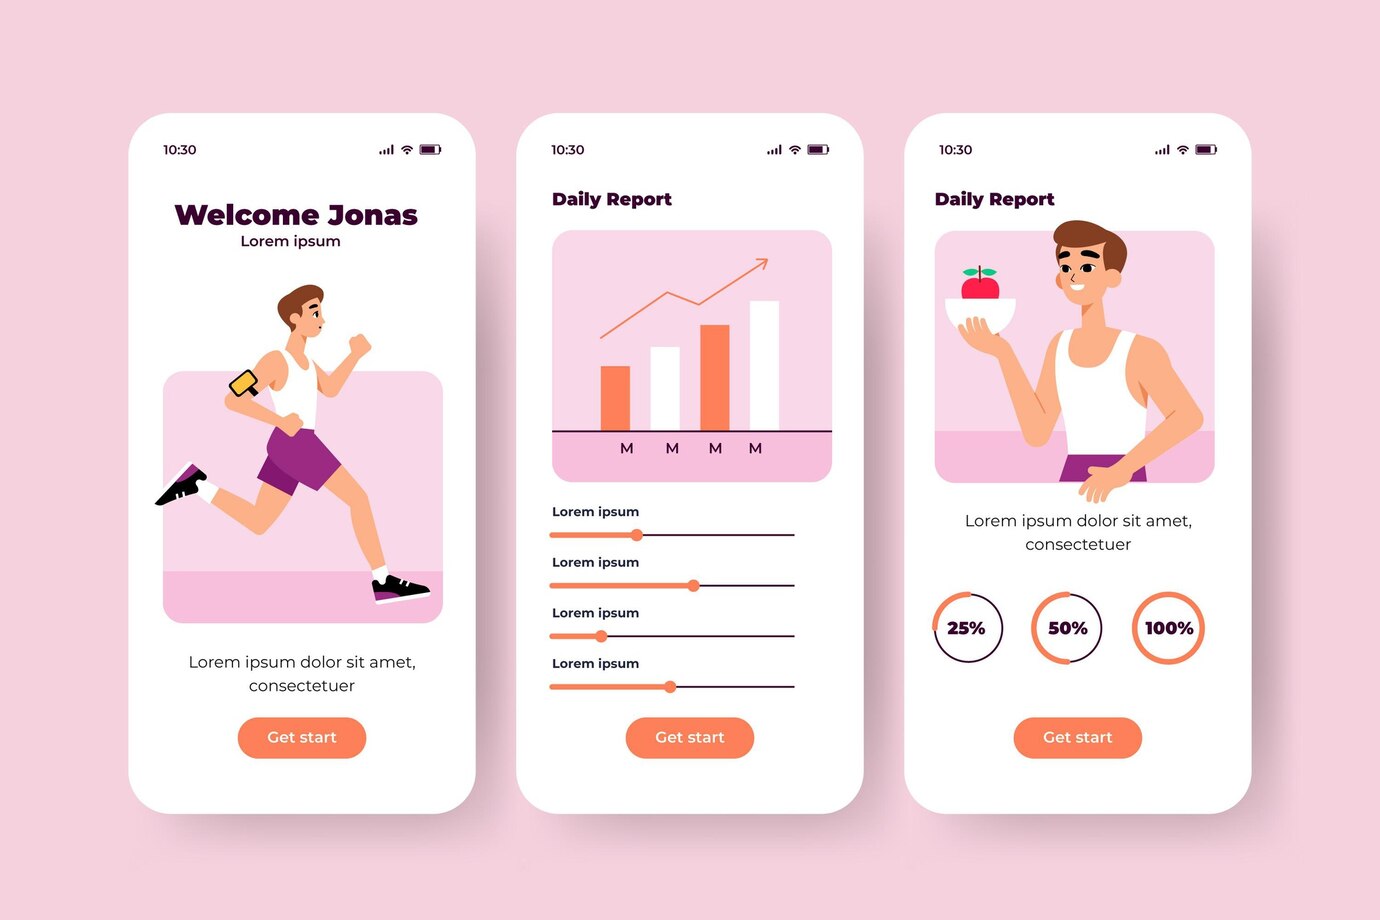 10:30
Welcome Jonas
Lorem ipsum
Lorem ipsum dolor sit amet,
consectetuer
Get start
10:30
Daily Report
M M M M
Lorem ipsum
Lorem ipsum
Lorem ipsum
Lorem ipsum
Get start
10:30
Daily Report
Lorem ipsum dolor sit amet,
consectetuer
25% 50% 100%
Get start